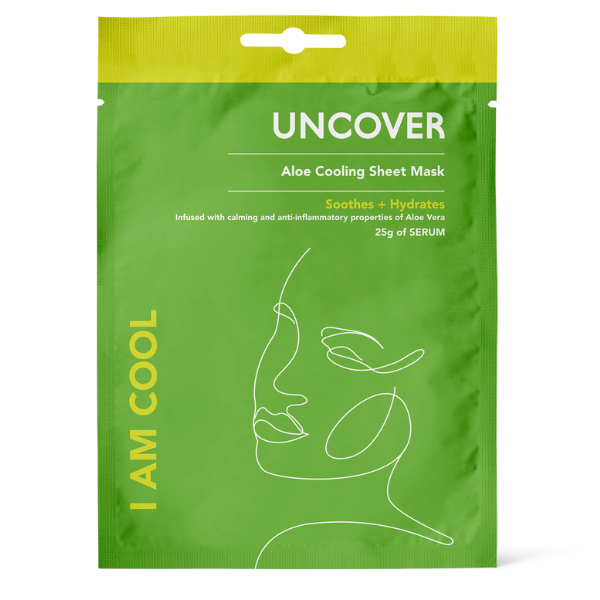 UNCOVER
Aloe Cooling Sheet Mask
Soothes + Hydrates
Infused with calming and anti-inflammatory properties of Aloe Vera
25g of SERUM
I AM COOL